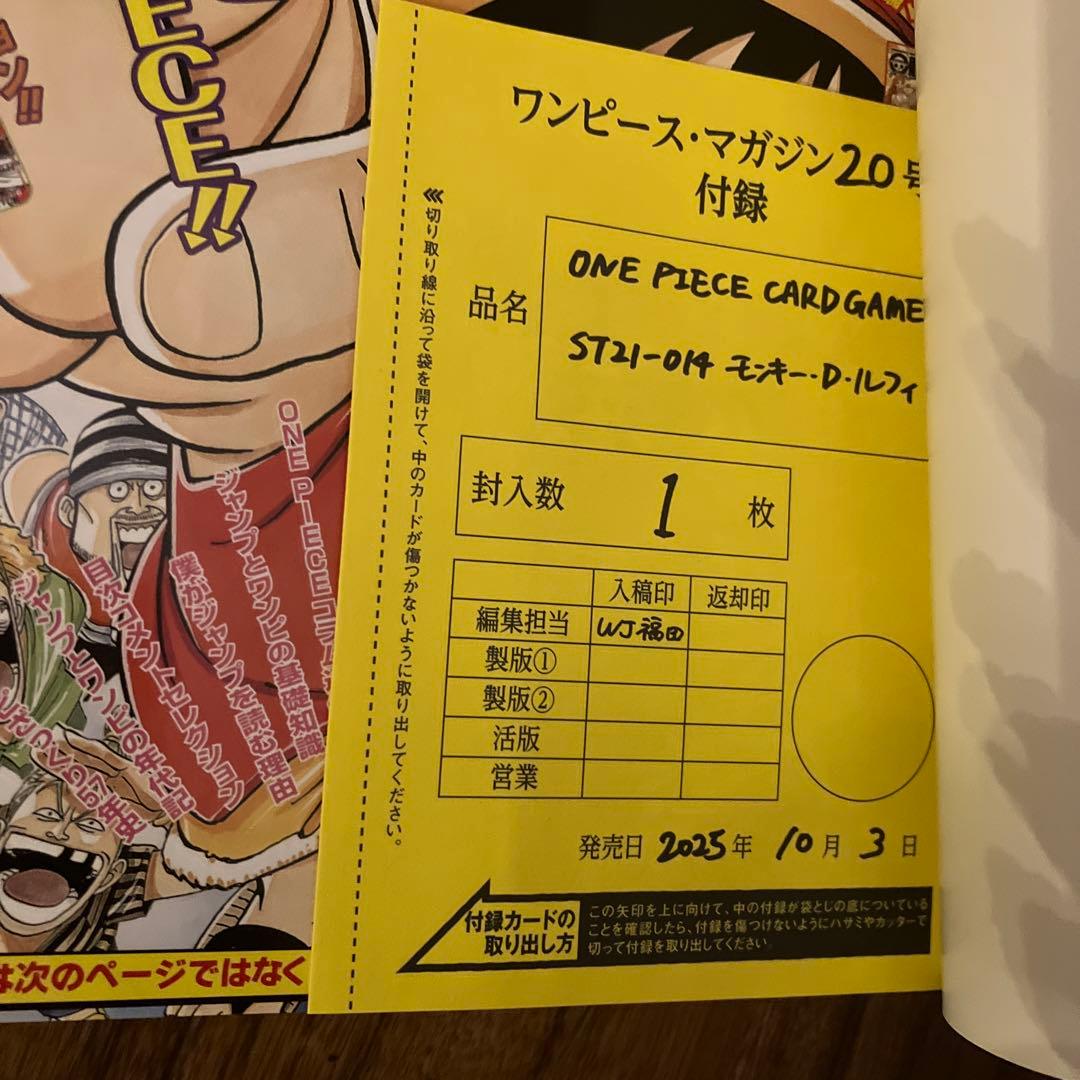 ECE!!
ワンピース・マガジン20号
付録
≪切り取り線に沿って袋を開けて、中のカードが傷つかないように取り出してください。
品名
ONE PIECE CARD GAME
ST21-014 モンキー・D・ルフィ
封入数 1 枚
入稿印 返却印
編集担当 WJ福田
製版①
製版②
活版
営業
発売日 2025年 10月 3日
付録カードの
取り出し方
この矢印を上に向けて、中の付録が袋とじの底についている
ことを確認したら、付録を傷つけないようにハサミやカッターで
切って付録を取り出してください。
ONE PIECEコラム
ジャンプとワンピの基礎知識
僕がジャンプを読む理由
目次コメントセレクション
ジャンプとワンピの年代記
57年史
は次のページではなく